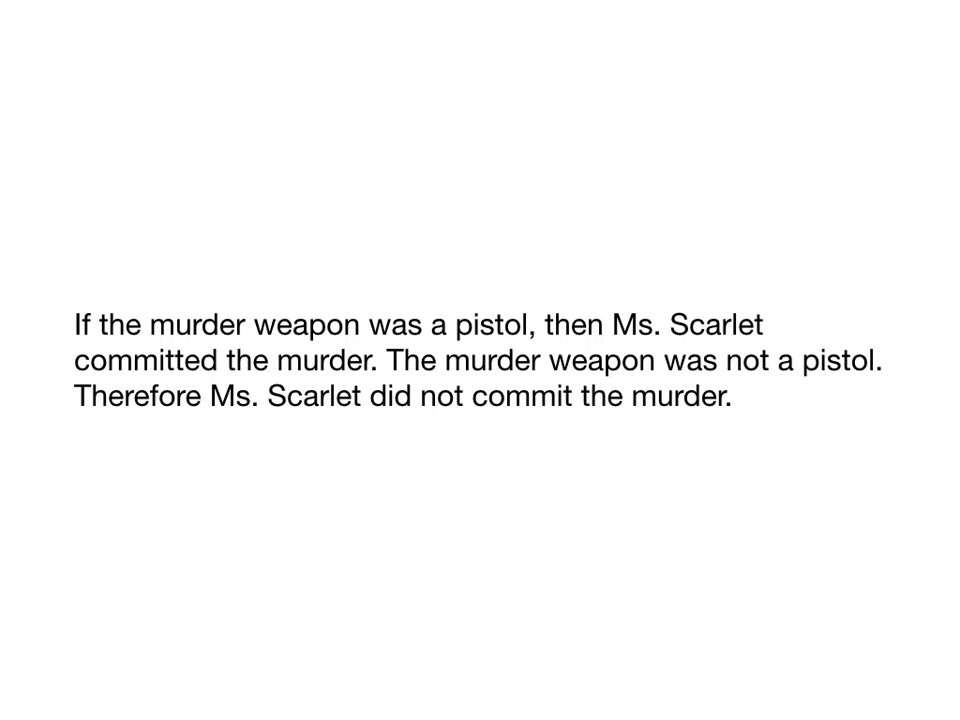 If the murder weapon was a pistol, then Ms. Scarlet
committed the murder. The murder weapon was not a pistol.
Therefore Ms. Scarlet did not commit the murder.